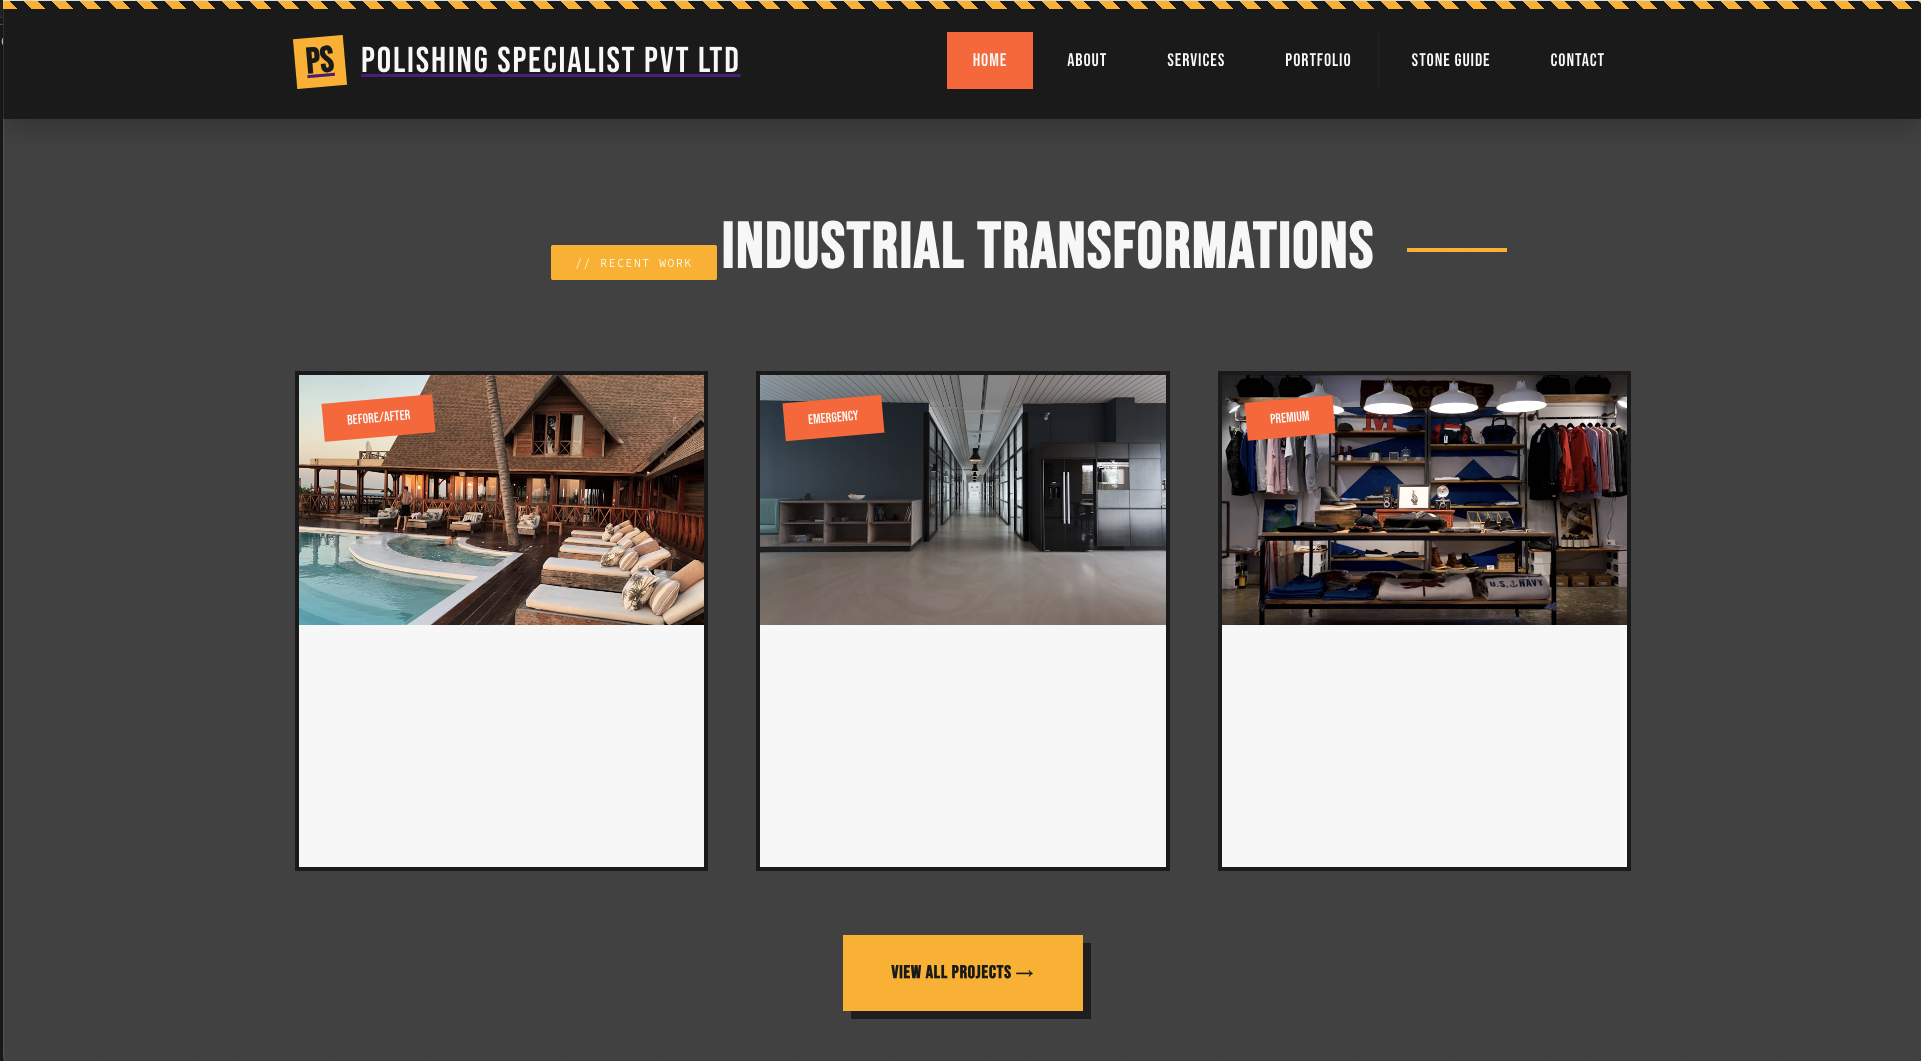 PS
POLISHING SPECIALIST PVT LTD
HOME
ABOUT
SERVICES
PORTFOLIO
STONE GUIDE
CONTACT
// RECENT WORK
INDUSTRIAL TRANSFORMATIONS
BEFORE/AFTER
EMERGENCY
PREMIUM
BAGGAGE
M
U.S. NAVY
VIEW ALL PROJECTS →